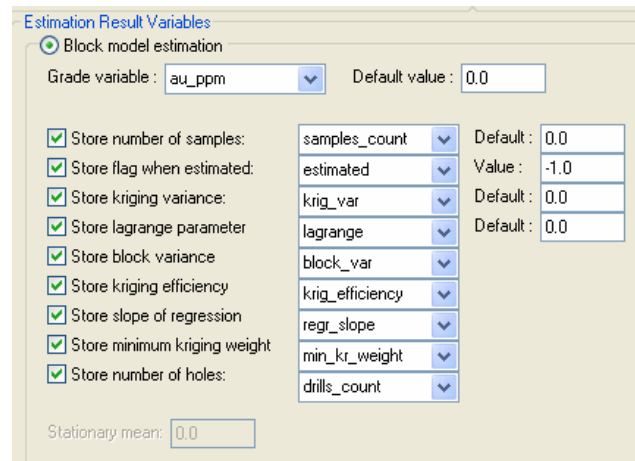 Estimation Result Variables
Block model estimation
Grade variable : au_ppm Default value : 0.0
Store number of samples: samples_count Default : 0.0
Store flag when estimated: estimated Value : -1.0
Store kriging variance: krig_var Default : 0.0
Store lagrange parameter lagrange Default : 0.0
Store block variance block_var
Store kriging efficiency krig_efficiency
Store slope of regression regr_slope
Store minimum kriging weight min_kr_weight
Store number of holes: drills_count
Stationary mean: 0.0